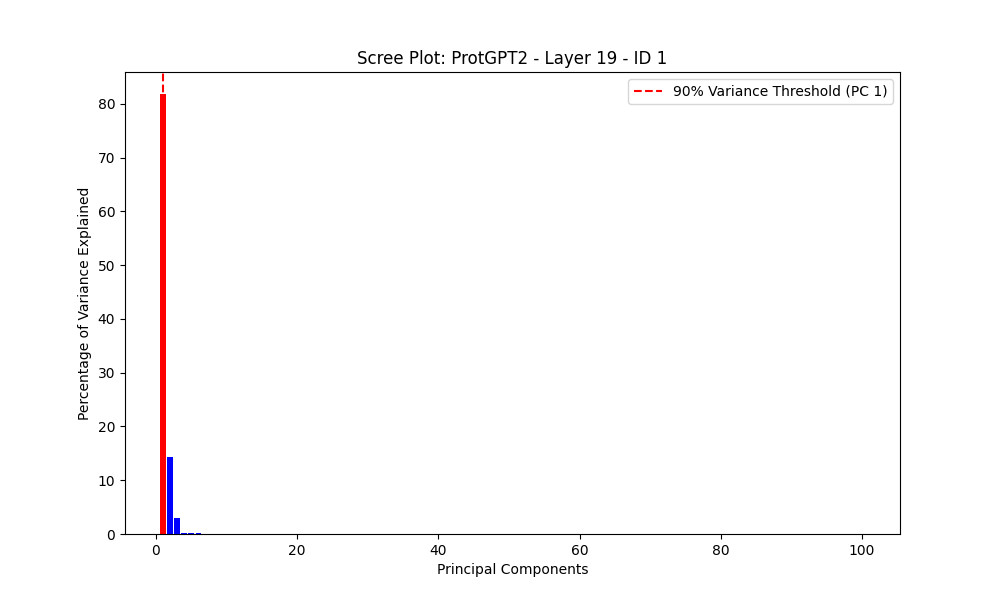 Scree Plot: ProtGPT2 - Layer 19 - ID 1
90% Variance Threshold (PC 1)
Percentage of Variance Explained
80
70
60
50
40
30
20
10
0
0 20 40 60 80 100
Principal Components